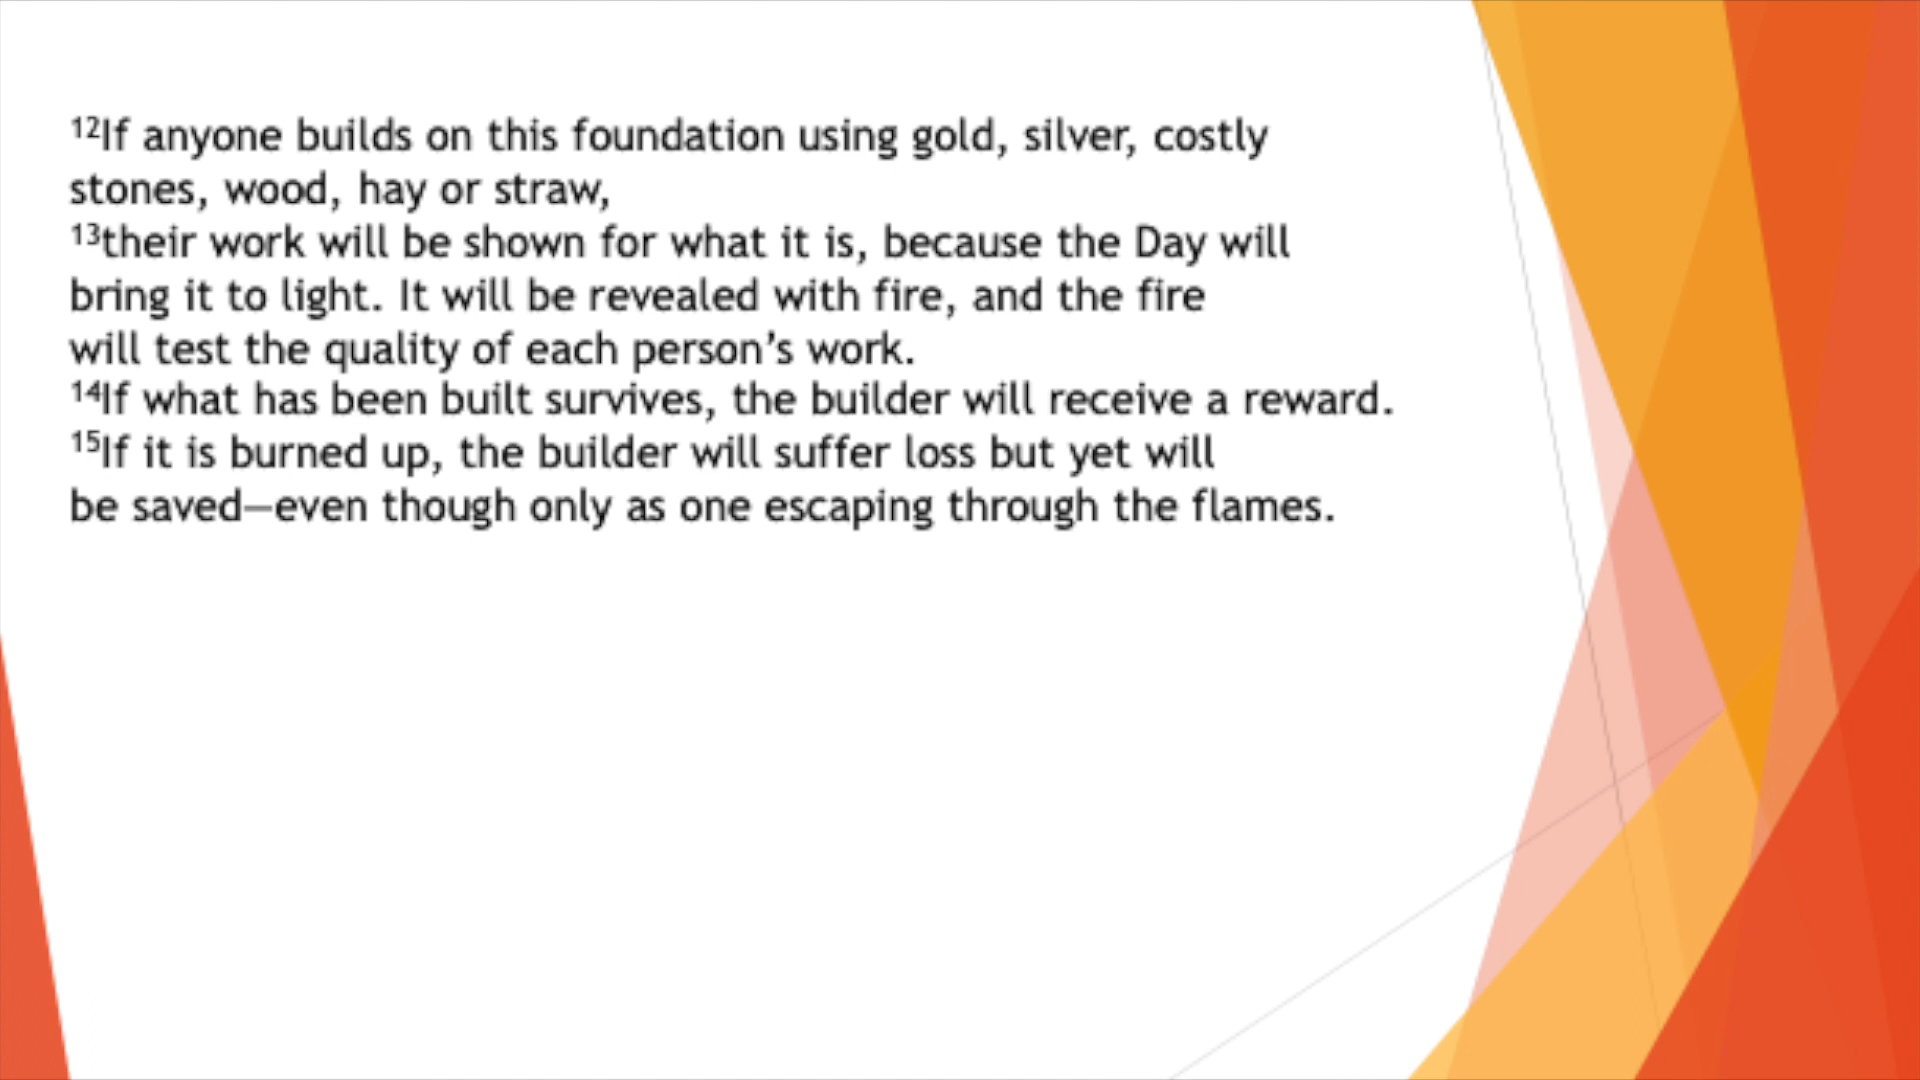 ¹²If anyone builds on this foundation using gold, silver, costly
stones, wood, hay or straw,
¹³their work will be shown for what it is, because the Day will
bring it to light. It will be revealed with fire, and the fire
will test the quality of each person’s work.
¹⁴If what has been built survives, the builder will receive a reward.
¹⁵If it is burned up, the builder will suffer loss but yet will
be saved—even though only as one escaping through the flames.